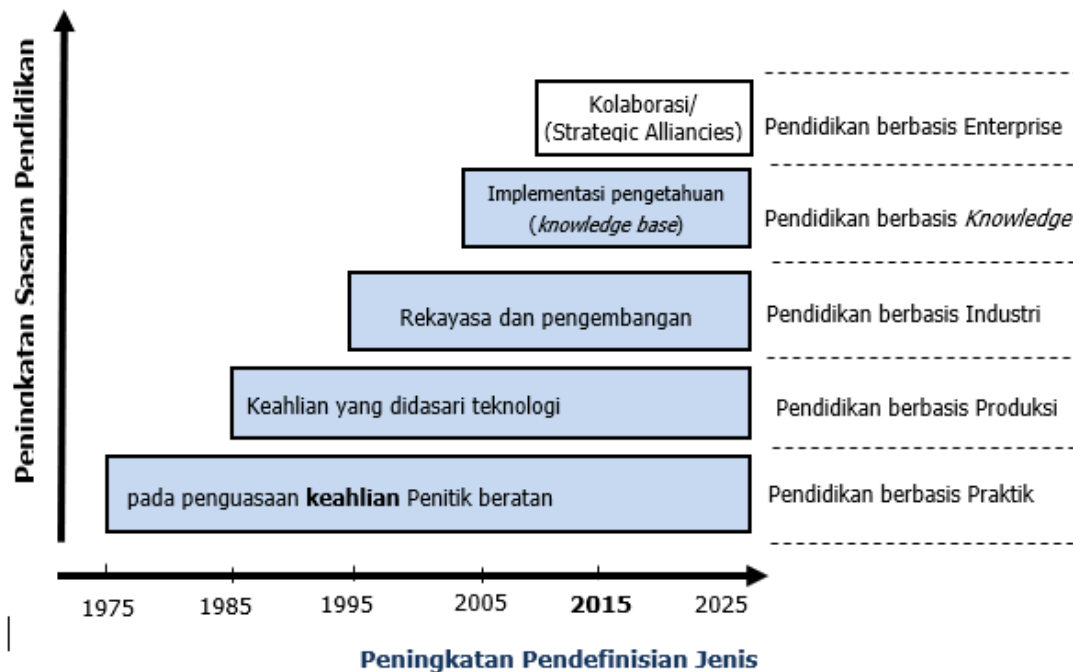 Peningkatan Sasaran Pendidikan
Kolaborasi/
(Strategic Alliancies)
Pendidikan berbasis Enterprise
Implementasi pengetahuan
(knowledge base)
Pendidikan berbasis Knowledge
Rekayasa dan pengembangan
Pendidikan berbasis Industri
Keahlian yang didasari teknologi
Pendidikan berbasis Produksi
pada penguasaan keahlian Penitik beratan
Pendidikan berbasis Praktik
1975 1985 1995 2005 2015 2025
Peningkatan Pendefinisian Jenis